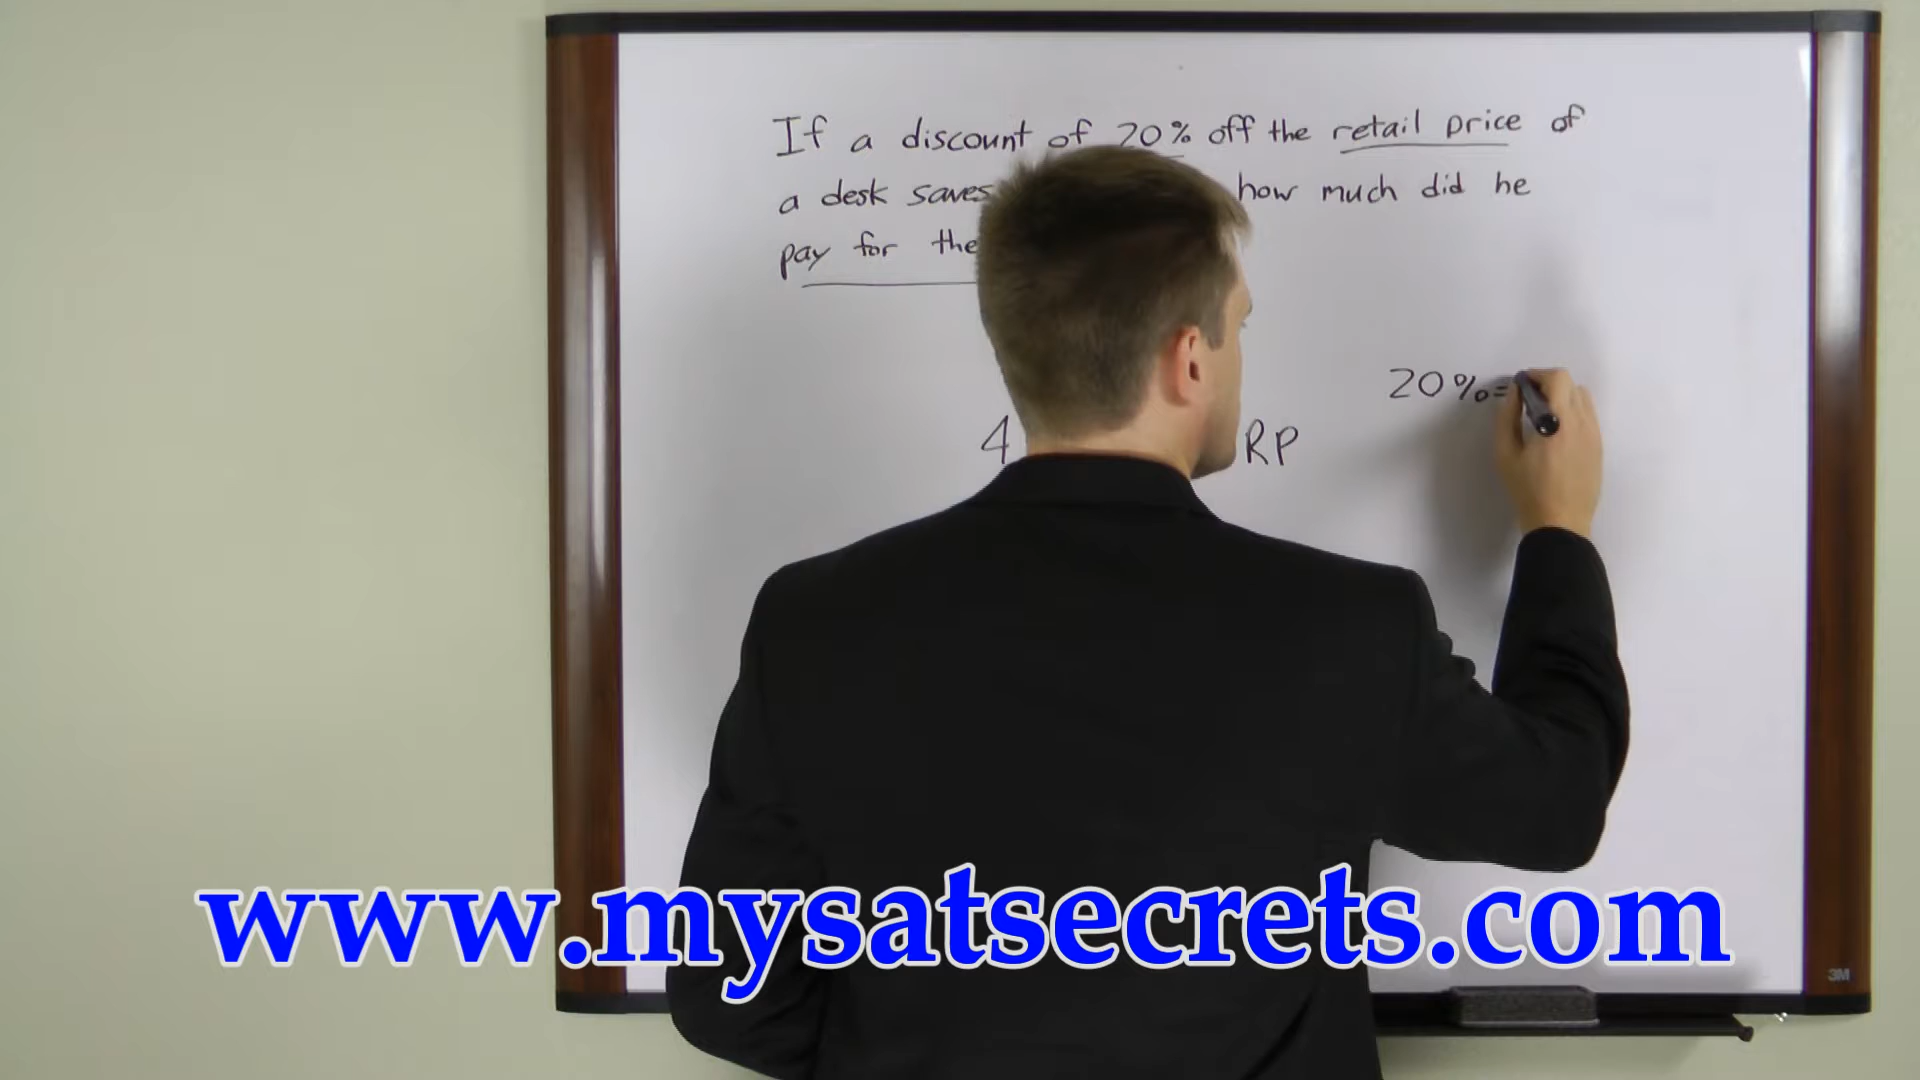 If a discount of 20% off the retail price of
a desk saves how much did he
pay for the
20%=
4 RP
www.mysatsecrets.com
3M